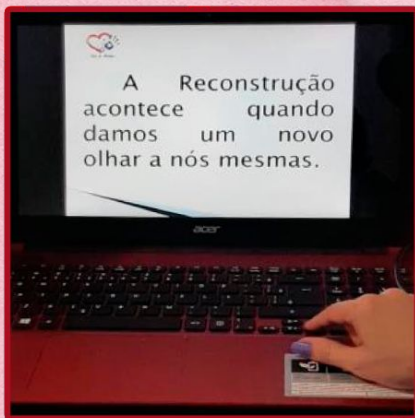 A Reconstrução
acontece quando
damos um novo
olhar a nós mesmas.
acer